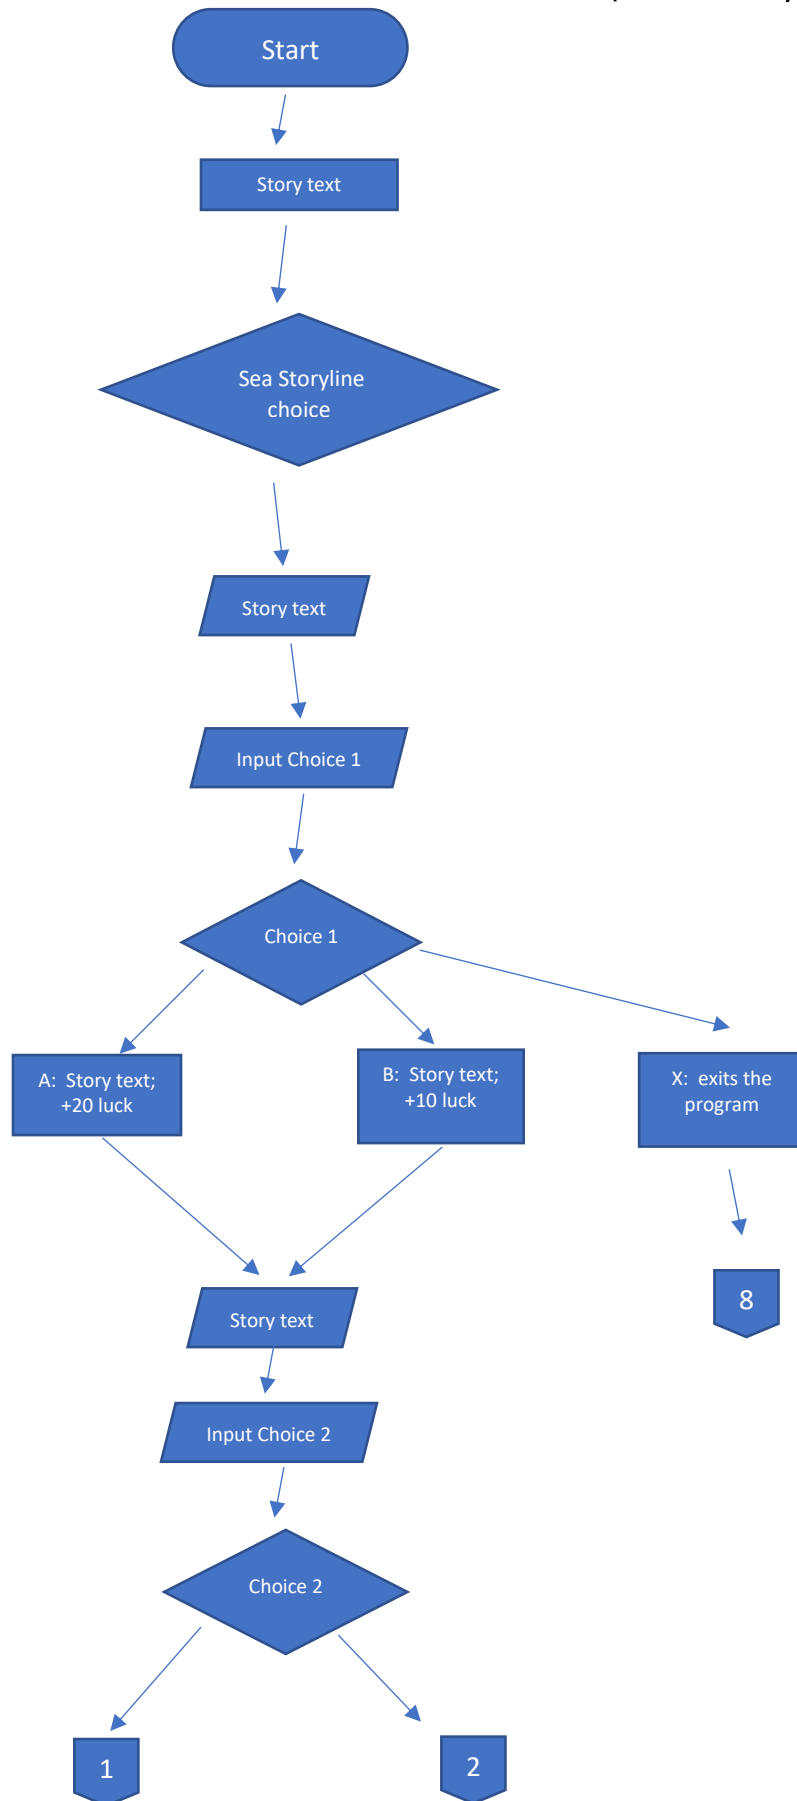 Start
Story text
Sea Storyline
choice
Story text
Input Choice 1
Choice 1
A:  Story text;
+20 luck
B:  Story text;
+10 luck
X:  exits the
program
Story text
8
Input Choice 2
Choice 2
1
2